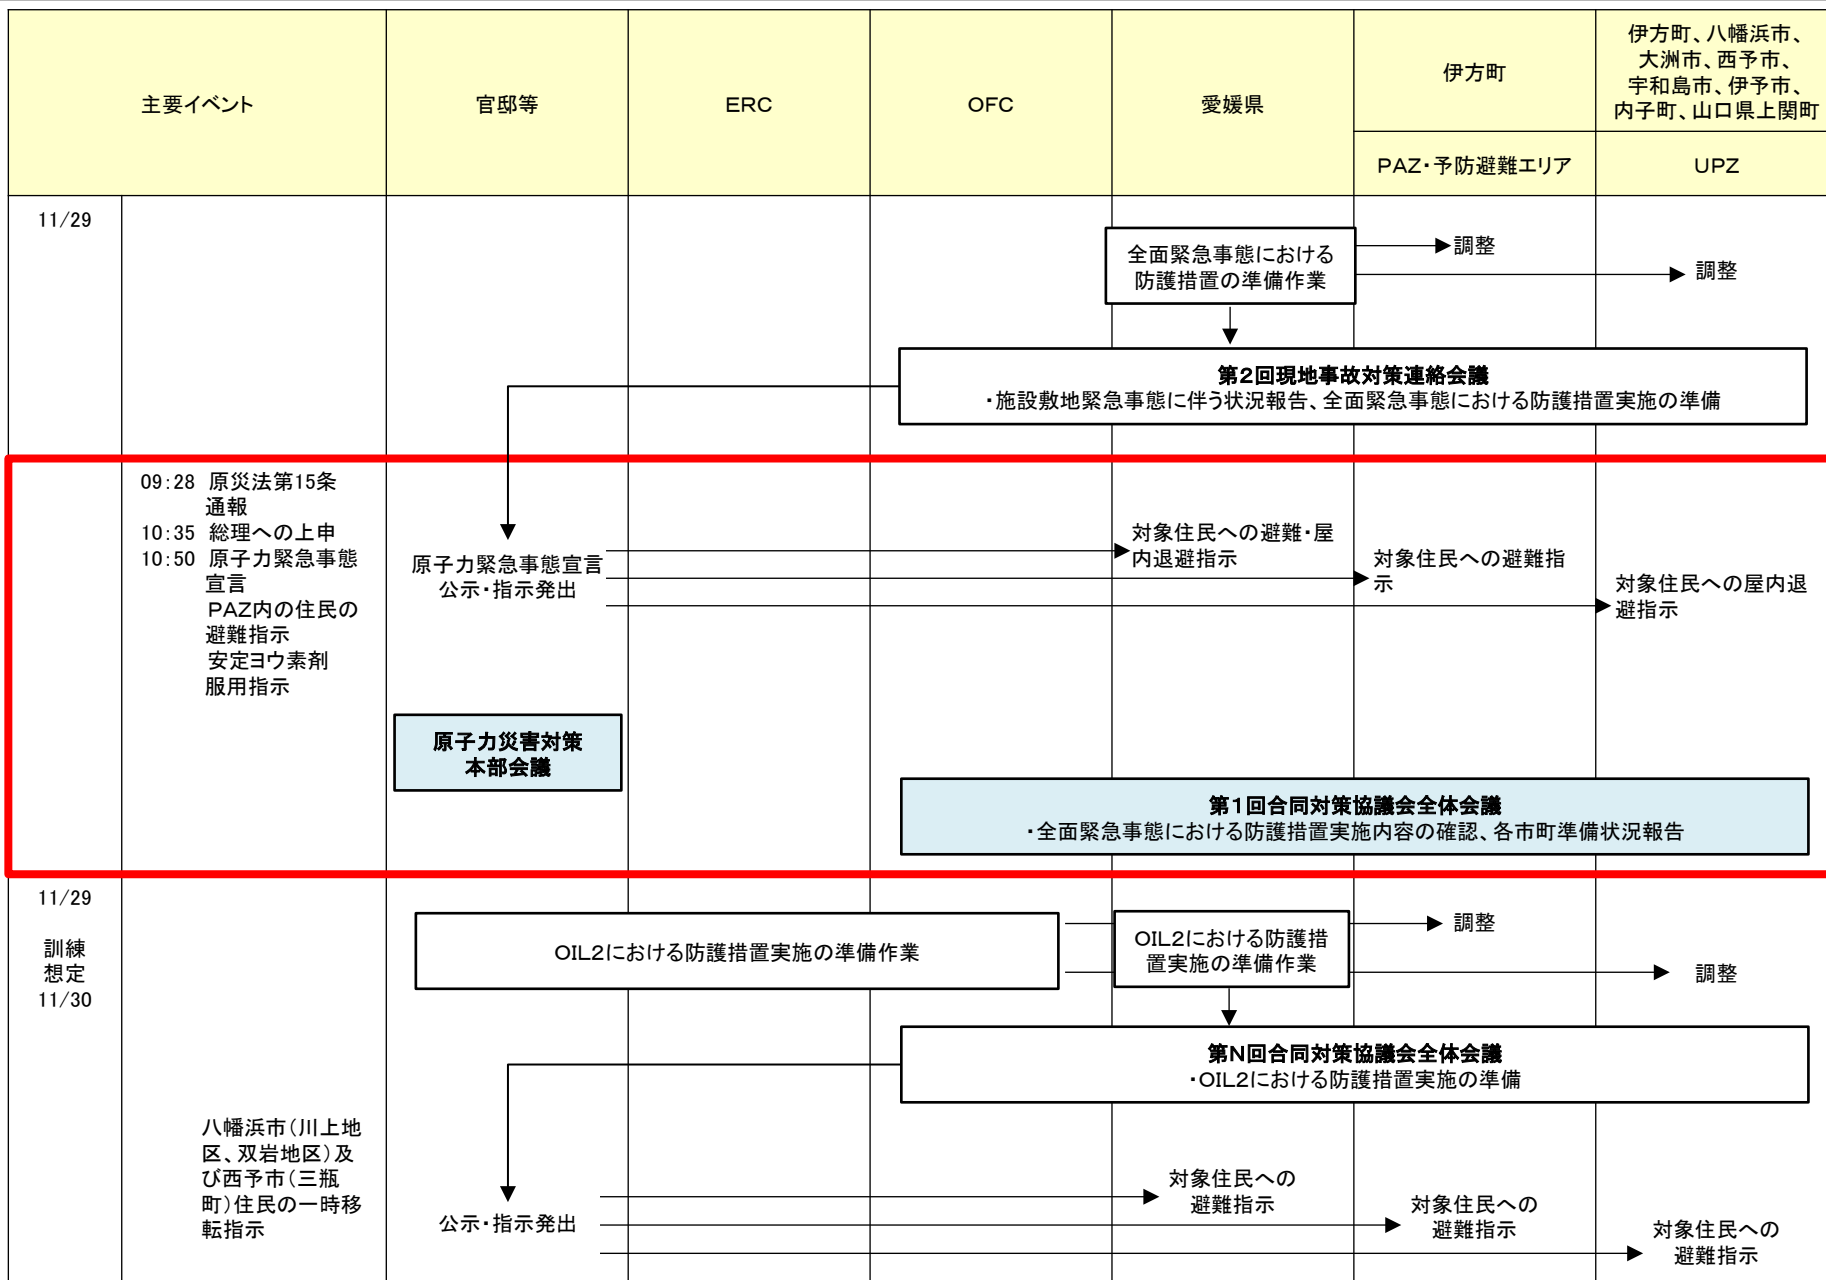 主要イベント
官邸等
ERC
OFC
愛媛県
伊方町
伊方町、八幡浜市、
大洲市、西予市、
宇和島市、伊予市、
内子町、山口県上関町
PAZ・予防避難エリア
UPZ
11/29
全面緊急事態における
防護措置の準備作業
調整
調整
第2回現地事故対策連絡会議
・施設敷地緊急事態に伴う状況報告、全面緊急事態における防護措置実施の準備
09:28 原災法第15条
通報
10:35 総理への上申
10:50 原子力緊急事態
宣言
PAZ内の住民の
避難指示
安定ヨウ素剤
服用指示
原子力緊急事態宣言
公示・指示発出
対象住民への避難・屋
内退避指示
対象住民への避難指
示
対象住民への屋内退
避指示
原子力災害対策
本部会議
第1回合同対策協議会全体会議
・全面緊急事態における防護措置実施内容の確認、各市町準備状況報告
11/29
訓練
想定
11/30
OIL2における防護措置実施の準備作業
OIL2における防護措
置実施の準備作業
調整
調整
第N回合同対策協議会全体会議
・OIL2における防護措置実施の準備
八幡浜市(川上地
区、双岩地区)及
び西予市(三瓶
町)住民の一時移
転指示
公示・指示発出
対象住民への
避難指示
対象住民への
避難指示
対象住民への
避難指示